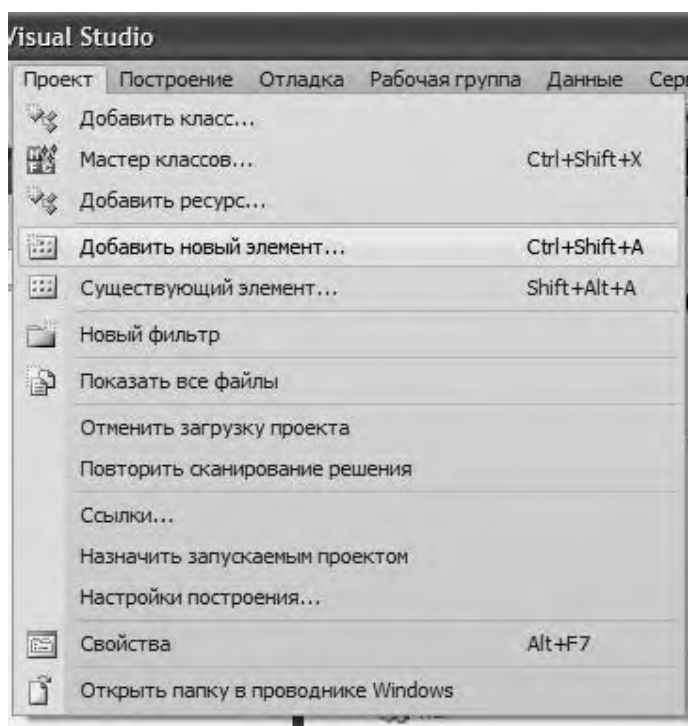 Visual Studio
Проект Построение Отладка Рабочая группа Данные
Добавить класс...
Мастер классов... Ctrl+Shift+X
Добавить ресурс...
Добавить новый элемент... Ctrl+Shift+A
Существующий элемент... Shift+Alt+A
Новый фильтр
Показать все файлы
Отменить загрузку проекта
Повторить сканирование решения
Ссылки...
Назначить запускаемым проектом
Настройки построения...
Свойства Alt+F7
Открыть папку в проводнике Windows